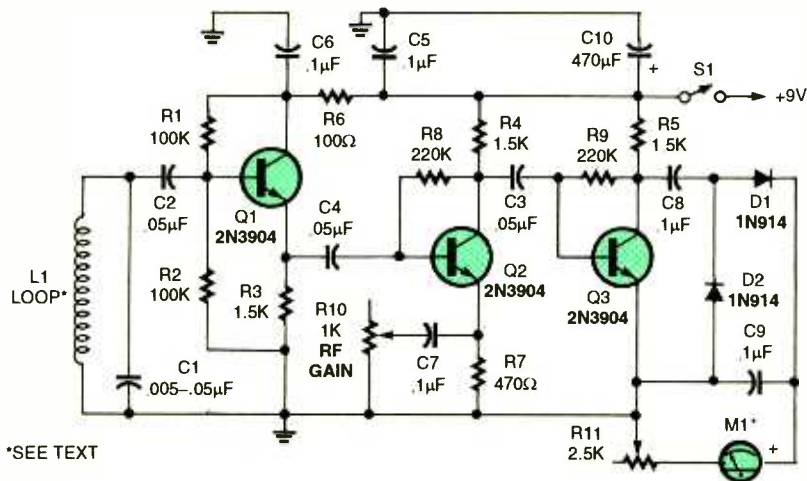 C6
.1µF
C5
.1µF
C10
470µF
+
S1
+9V
R1
100K
R6
100Ω
R8
220K
R4
1.5K
R9
220K
R5
1.5K
C2
.05µF
Q1
2N3904
C4
.05µF
C3
.05µF
C8
.1µF
D1
1N914
L1
LOOP*
R2
100K
R3
1.5K
R10
1K
RF
GAIN
Q2
2N3904
Q3
2N3904
D2
1N914
C1
.005–.05µF
C7
.1µF
R7
470Ω
C9
.1µF
R11
2.5K
M1*
+
*SEE TEXT